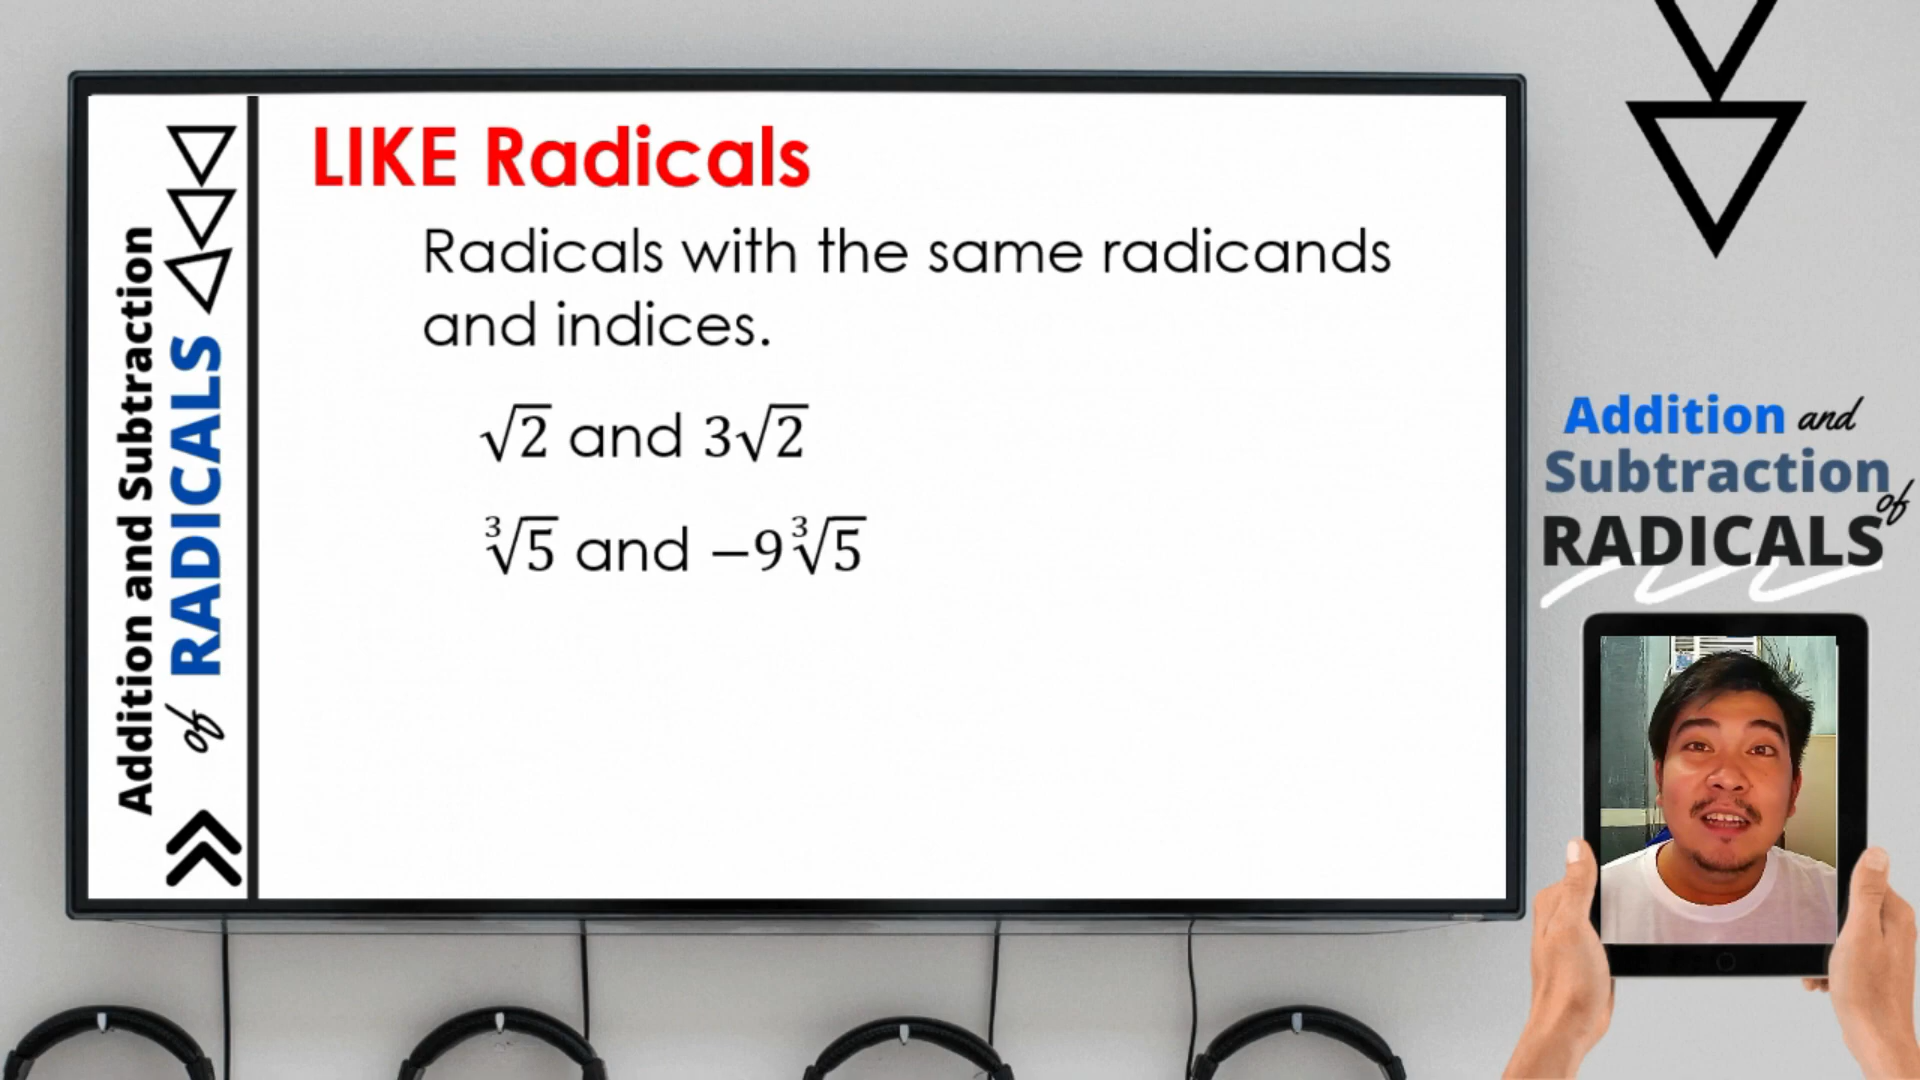 LIKE Radicals
Radicals with the same radicands
and indices.
√2 and 3√2
∛5 and −9∛5
Addition and Subtraction
of RADICALS
Addition and
Subtraction
of
RADICALS